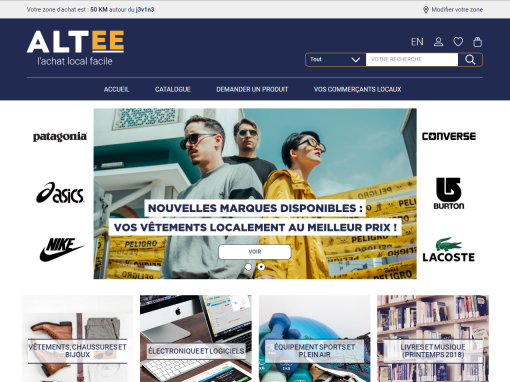 Votre zone d'achat est : 50 KM autour du j3v1n3
Modifier votre zone
ALTEE
l'achat local facile
EN
Tout
VOTRE RECHERCHE
ACCUEIL
CATALOGUE
DEMANDER UN PRODUIT
VOS COMMERÇANTS LOCAUX
patagonia
asics
NIKE
CONVERSE
BURTON
LACOSTE
PELIGRO
NOUVELLES MARQUES DISPONIBLES :
VOS VÊTEMENTS LOCALEMENT AU MEILLEUR PRIX !
VOIR
VÊTEMENTS, CHAUSSURES ET
BIJOUX
ÉLECTRONIQUE ET LOGICIELS
ÉQUIPEMENT SPORTS ET
PLEIN AIR
LIVRES ET MUSIQUE
(PRINTEMPS 2018)